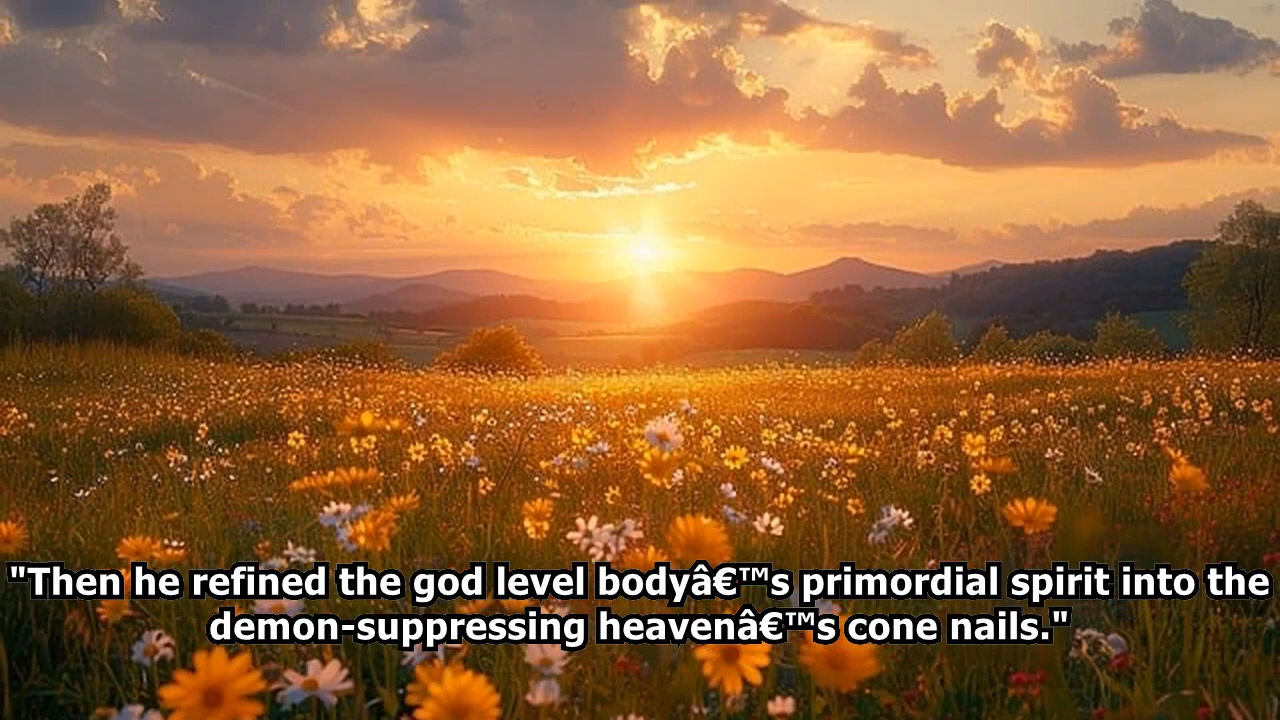 "Then he refined the god level bodyâ€™s primordial spirit into the
demon-suppressing heavenâ€™s cone nails."